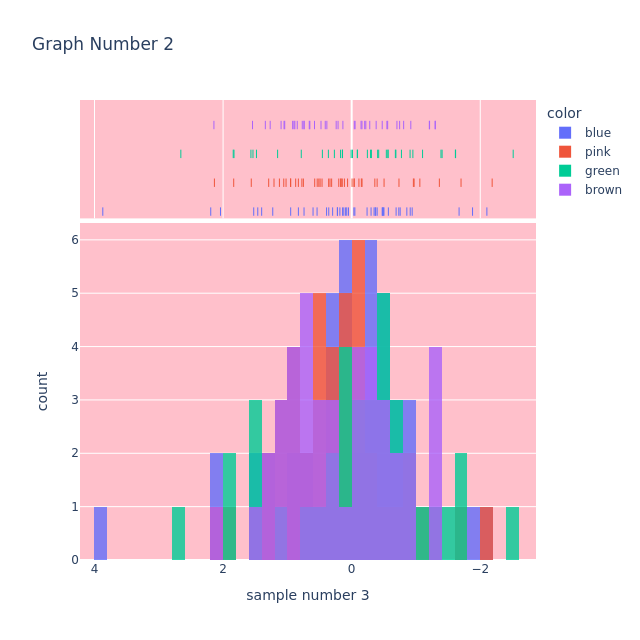 Graph Number 2
color
blue
pink
green
brown
6
5
4
3
2
1
0
count
4
2
0
−2
sample number 3